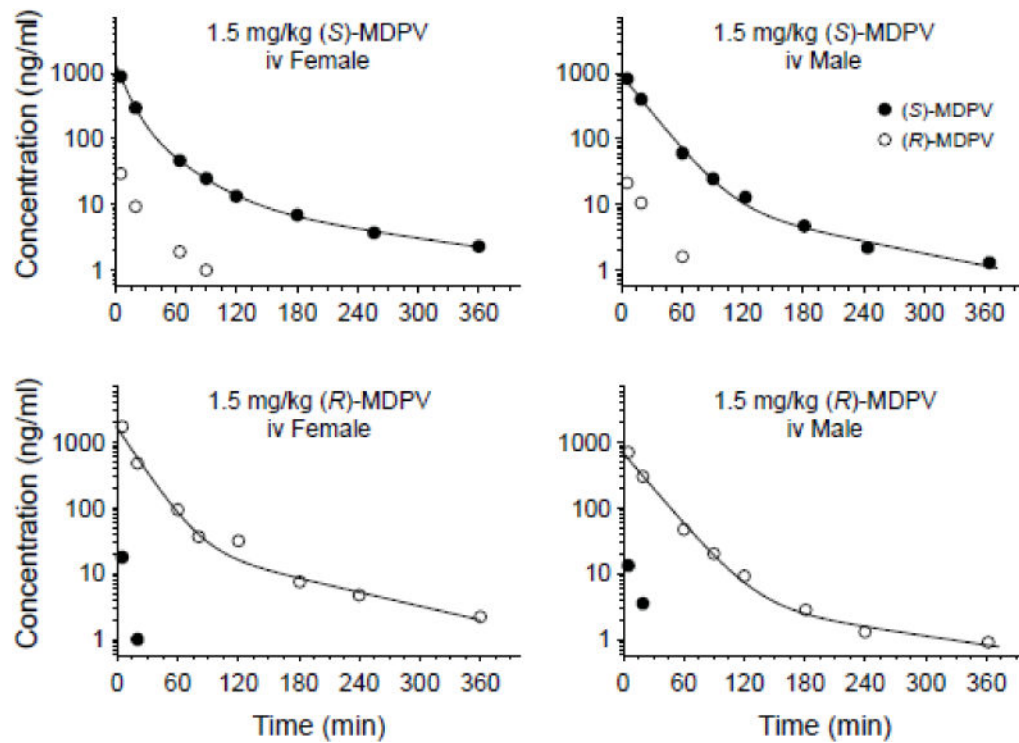 1.5 mg/kg (S)-MDPV
iv Female
Concentration (ng/ml)
1000
100
10
1
0 60 120 180 240 300 360
1.5 mg/kg (S)-MDPV
iv Male
(S)-MDPV
(R)-MDPV
1000
100
10
1
0 60 120 180 240 300 360
1.5 mg/kg (R)-MDPV
iv Female
Concentration (ng/ml)
1000
100
10
1
0 60 120 180 240 300 360
Time (min)
1.5 mg/kg (R)-MDPV
iv Male
1000
100
10
1
0 60 120 180 240 300 360
Time (min)